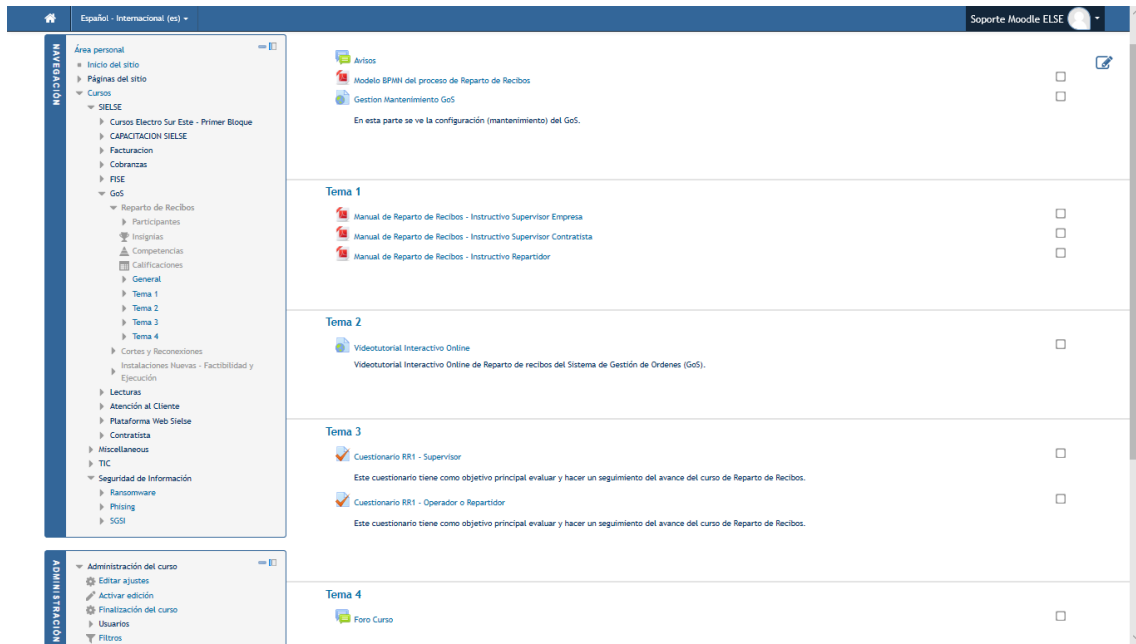 Español - Internacional (es)
Soporte Moodle ELSE
NAVEGACIÓN
Área personal
Inicio del sitio
Páginas del sitio
Cursos
SIELSE
Cursos Electro Sur Este - Primer Bloque
CAPACITACION SIELSE
Facturacion
Cobranzas
FISE
GoS
Reparto de Recibos
Participantes
Insignias
Competencias
Calificaciones
General
Tema 1
Tema 2
Tema 3
Tema 4
Cortes y Reconexiones
Instalaciones Nuevas - Factibilidad y
Ejecución
Lecturas
Atención al Cliente
Plataforma Web Sielse
Contratista
Miscellaneous
TIC
Seguridad de Información
Ransomware
Phising
SGSI
ADMINISTRACIÓN
Administración del curso
Editar ajustes
Activar edición
Finalización del curso
Usuarios
Filtros
Avisos
Modelo BPMN del proceso de Reparto de Recibos
Gestion Mantenimiento GoS
En esta parte se ve la configuración (mantenimiento) del GoS.
Tema 1
Manual de Reparto de Recibos - Instructivo Supervisor Empresa
Manual de Reparto de Recibos - Instructivo Supervisor Contratista
Manual de Reparto de Recibos - Instructivo Repartidor
Tema 2
Videotutorial Interactivo Online
Videotutorial Interactivo Online de Reparto de recibos del Sistema de Gestión de Ordenes (GoS).
Tema 3
Cuestionario RR1 - Supervisor
Este cuestionario tiene como objetivo principal evaluar y hacer un seguimiento del avance del curso de Reparto de Recibos.
Cuestionario RR1 - Operador o Repartidor
Este cuestionario tiene como objetivo principal evaluar y hacer un seguimiento del avance del curso de Reparto de Recibos.
Tema 4
Foro Curso